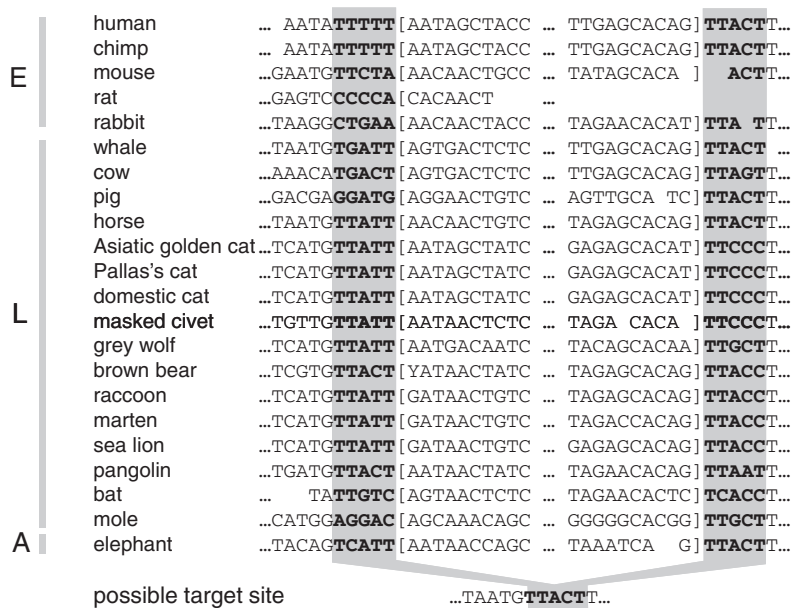 human ... AATATTTTT[AATAGCTACC ... TTGAGCACAG]TTACTT...
chimp ... AATATTTTT[AATAGCTACC ... TTGAGCACAG]TTACTT...
E mouse ...GAATGTTCTA[AACAACTGCC ... TATAGCACA ] ACTT...
rat ...GAGTCCCCCA[CACAACT ...
rabbit ...TAAGGCTGAA[AACAACTACC ... TAGAACACAT]TTA TT...
whale ...TAATGTGATT[AGTGACTCTC ... TTGAGCACAG]TTACT ...
cow ...AAACATGACT[AGTGACTCTC ... TTGAGCACAG]TTAGTT...
pig ...GACGAGGATG[AGGAACTGTC ... AGTTGCA TC]TTACTT...
horse ...TAATGTTATT[AACAACTGTC ... TAGAGCACAG]TTACTT...
Asiatic golden cat ...TCATGTTATT[AATAGCTATC ... GAGAGCACAT]TTCCCT...
Pallas's cat ...TCATGTTATT[AATAGCTATC ... GAGAGCACAT]TTCCCT...
domestic cat ...TCATGTTATT[AATAGCTATC ... GAGAGCACAT]TTCCCT...
L masked civet ...TGTTGTTATT[AATAACTCTC ... TAGA CACA ]TTCCCT...
grey wolf ...TCATGTTATT[AATGACAATC ... TACAGCACAA]TTGCTT...
brown bear ...TCGTGTTACT[YATAACTATC ... TAGAGCACAG]TTACCT...
raccoon ...TCATGTTATT[GATAACTGTC ... TAGAGCACAG]TTACCT...
marten ...TCATGTTATT[GATAACTGTC ... TAGACCACAG]TTACCT...
sea lion ...TCATGTTATT[GATAACTGTC ... GAGAGCACAG]TTACCT...
pangolin ...TGATGTTACT[AATAACTATC ... TAGAACACAG]TTAATT...
bat ... TATTGTC[AGTAACTCTC ... TAGAACACTC]TCACCT...
mole ...CATGGAGGAC[AGCAAACAGC ... GGGGGCACGG]TTGCTT...
A elephant ...TACAGTCATT[AATAACCAGC ... TAAATCA G]TTACTT...
possible target site ...TAATGTTACTT...